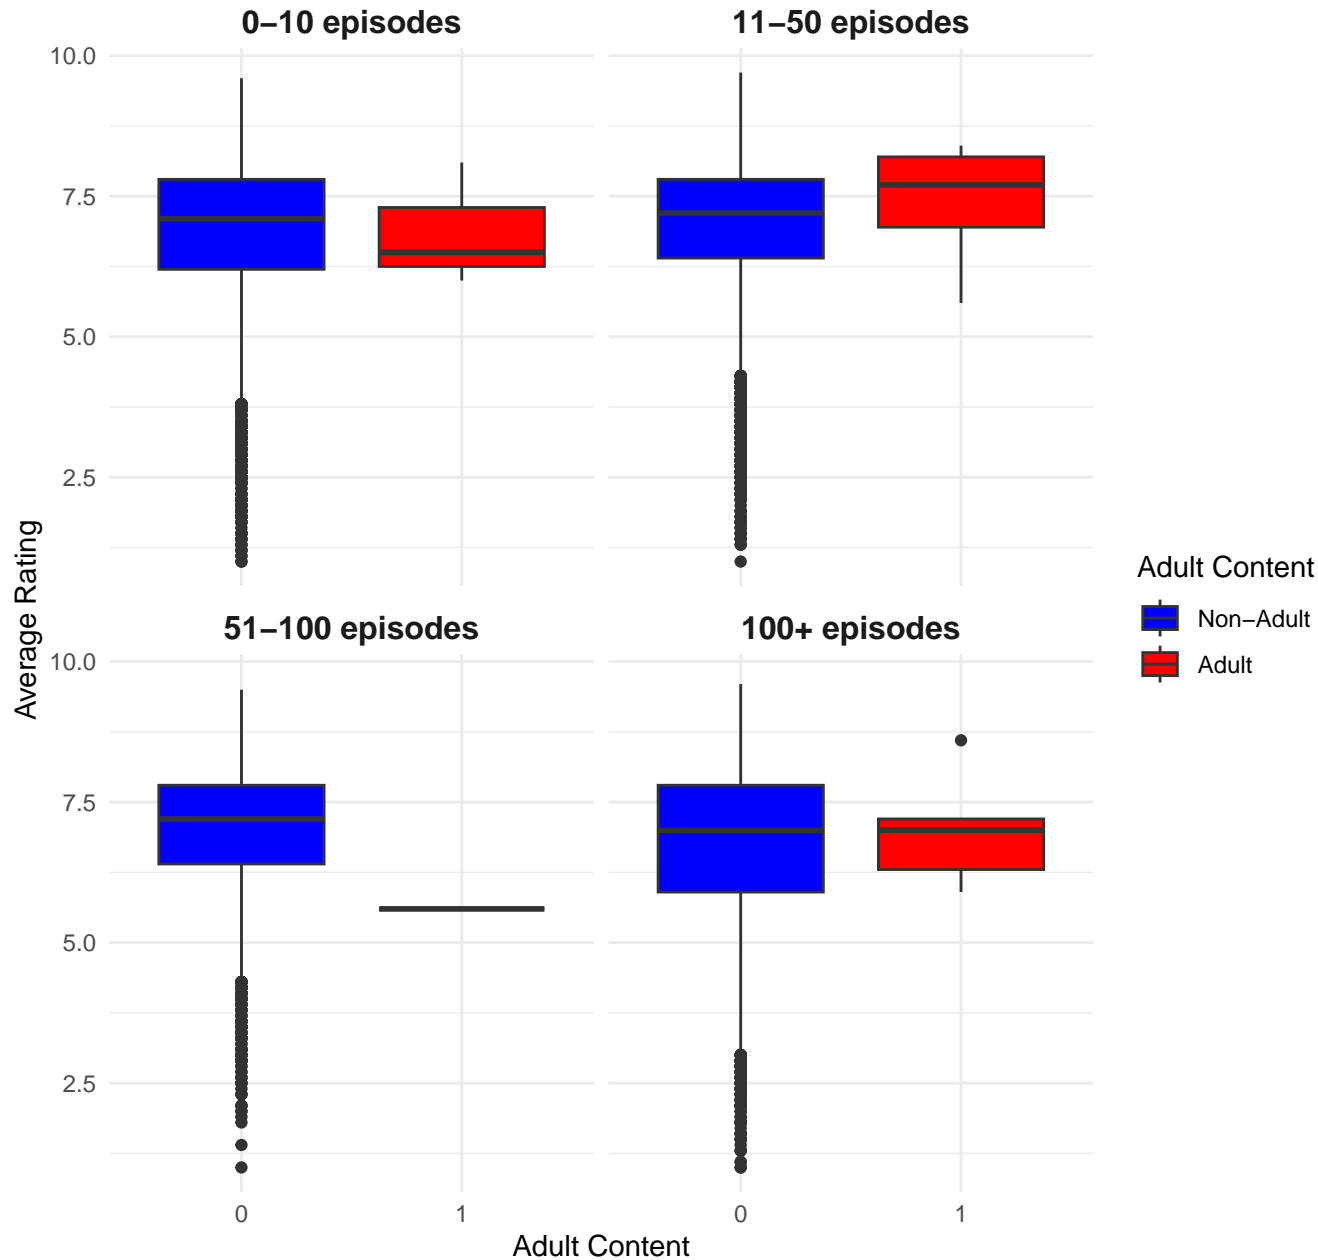 0–10 episodes
11–50 episodes
10.0
7.5
5.0
2.5
51–100 episodes
100+ episodes
10.0
7.5
5.0
2.5
0
1
0
1
Adult Content
Average Rating
Adult Content
Non–Adult
Adult